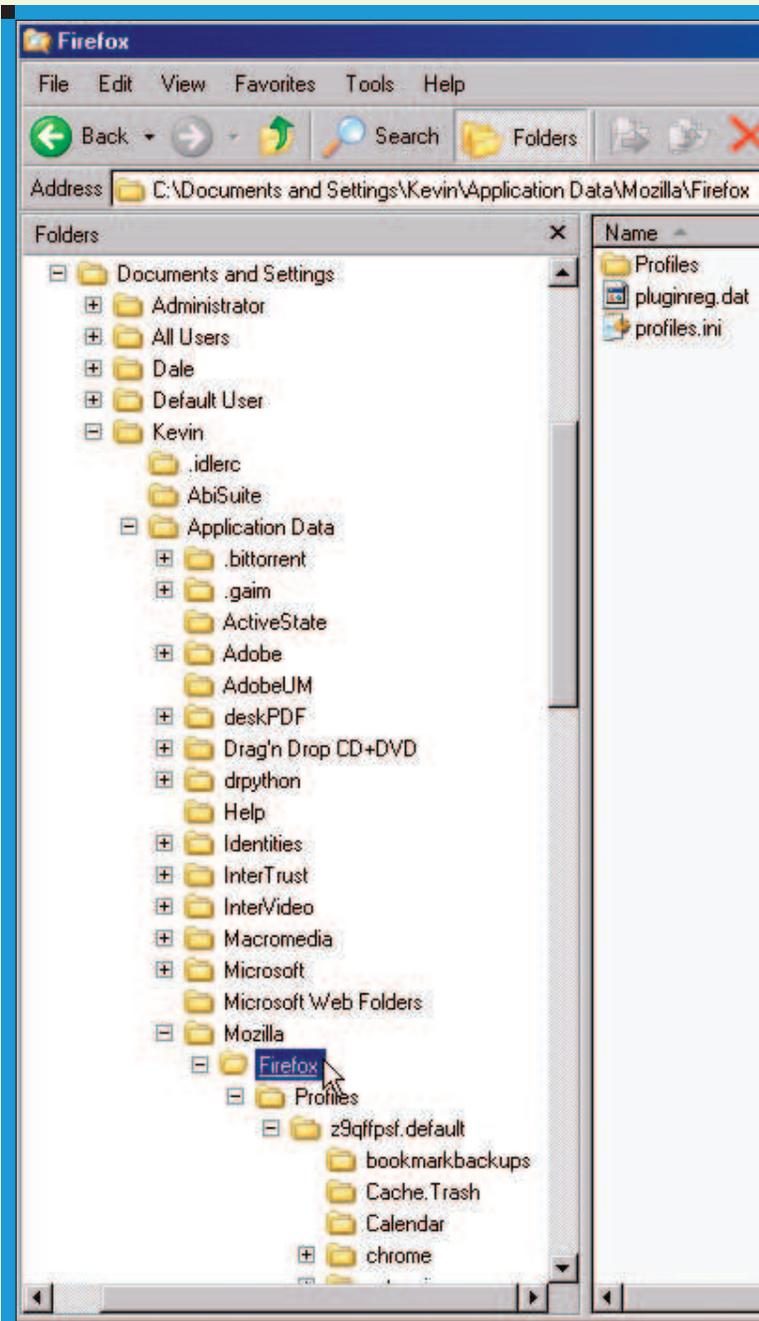 Firefox
File Edit View Favorites Tools Help
Back Search Folders
Address C:\Documents and Settings\Kevin\Application Data\Mozilla\Firefox
Folders
Documents and Settings
Administrator
All Users
Dale
Default User
Kevin
.idlerc
AbiSuite
Application Data
.bittorrent
.gaim
ActiveState
Adobe
AdobeUM
deskPDF
Drag'n Drop CD+DVD
drpython
Help
Identities
InterTrust
InterVideo
Macromedia
Microsoft
Microsoft Web Folders
Mozilla
Firefox
Profiles
z9qffpsf.default
bookmarkbackups
Cache.Trash
Calendar
chrome
Name
Profiles
pluginreg.dat
profiles.ini